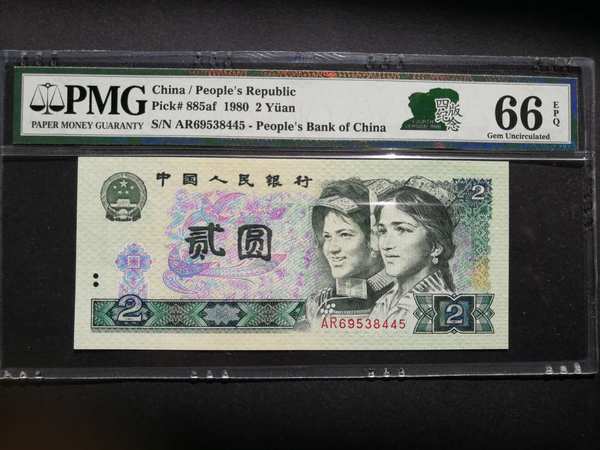 PMG
PAPER MONEY GUARANTY
China / People's Republic
Pick# 885af 1980 2 Yüan
S/N AR69538445 - People's Bank of China
四版
纪念
66 EPQ
Gem Uncirculated
中国人民银行
贰圆
2
2
2
AR69538445